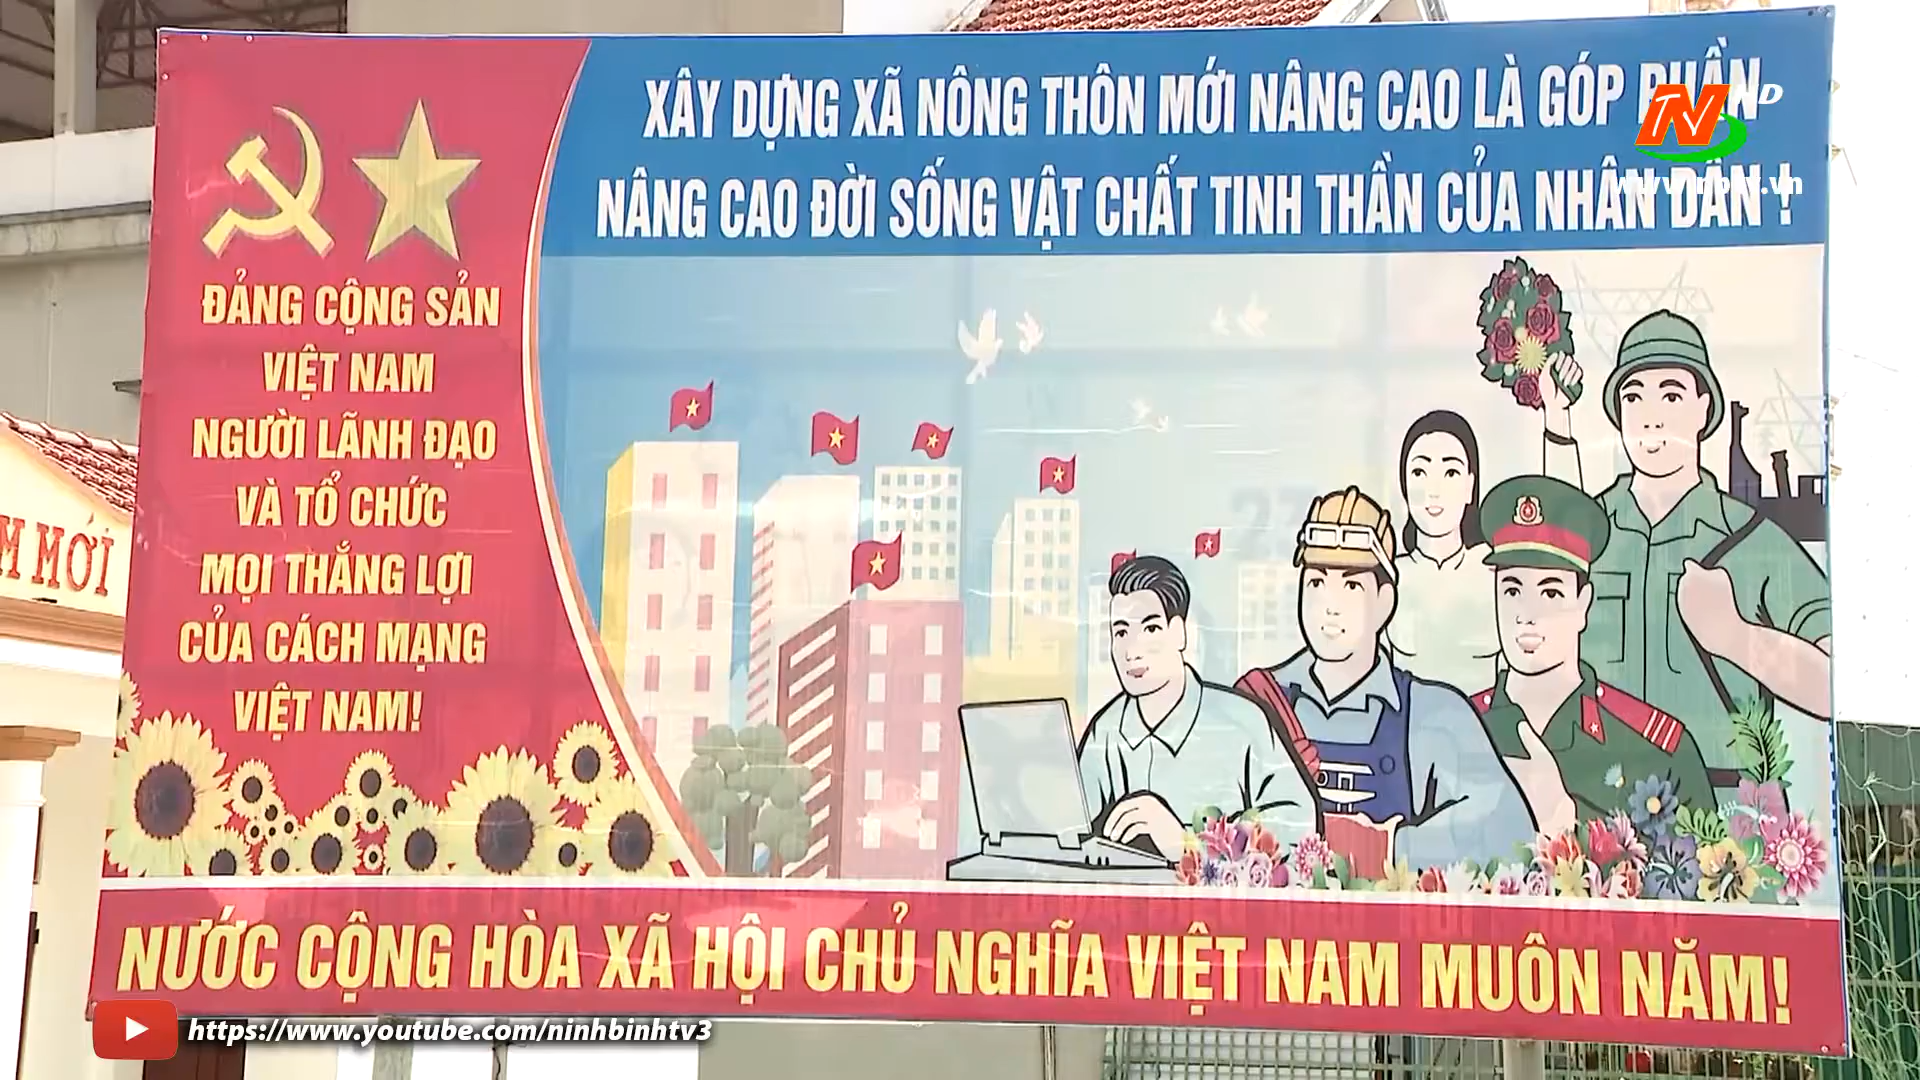 XÂY DỰNG XÃ NÔNG THÔN MỚI NÂNG CAO LÀ GÓP PHẦN
NÂNG CAO ĐỜI SỐNG VẬT CHẤT TINH THẦN CỦA NHÂN DÂN !
ĐẢNG CỘNG SẢN
VIỆT NAM
NGƯỜI LÃNH ĐẠO
VÀ TỔ CHỨC
MỌI THẮNG LỢI
CỦA CÁCH MẠNG
VIỆT NAM!
NƯỚC CỘNG HÒA XÃ HỘI CHỦ NGHĨA VIỆT NAM MUÔN NĂM!
MỚI
https://www.youtube.com/ninhbinhtv3